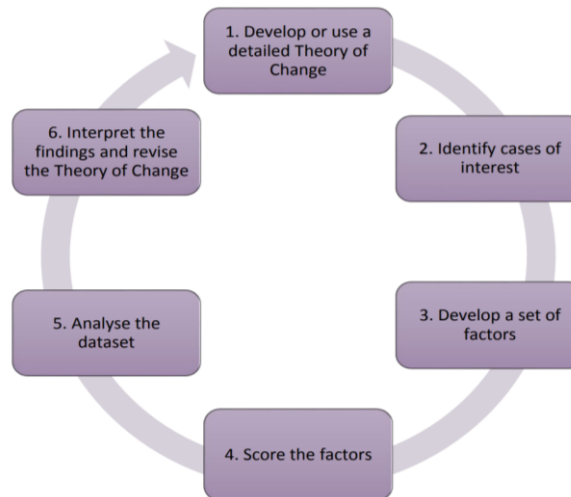 1. Develop or use a
detailed Theory of
Change
2. Identify cases of
interest
3. Develop a set of
factors
4. Score the factors
5. Analyse the
dataset
6. Interpret the
findings and revise
the Theory of Change